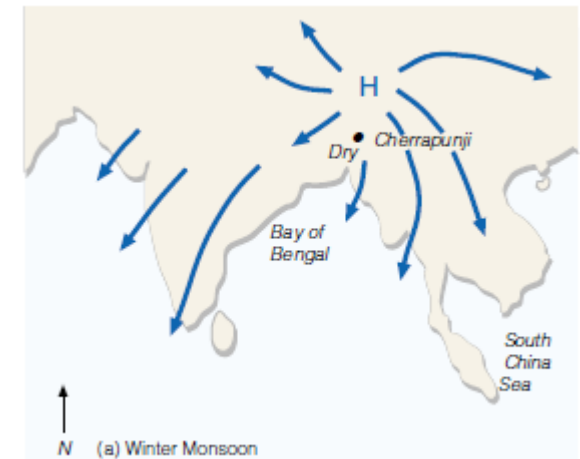 H
Cherrapunji
Dry
Bay of
Bengal
South
China
Sea
N (a) Winter Monsoon